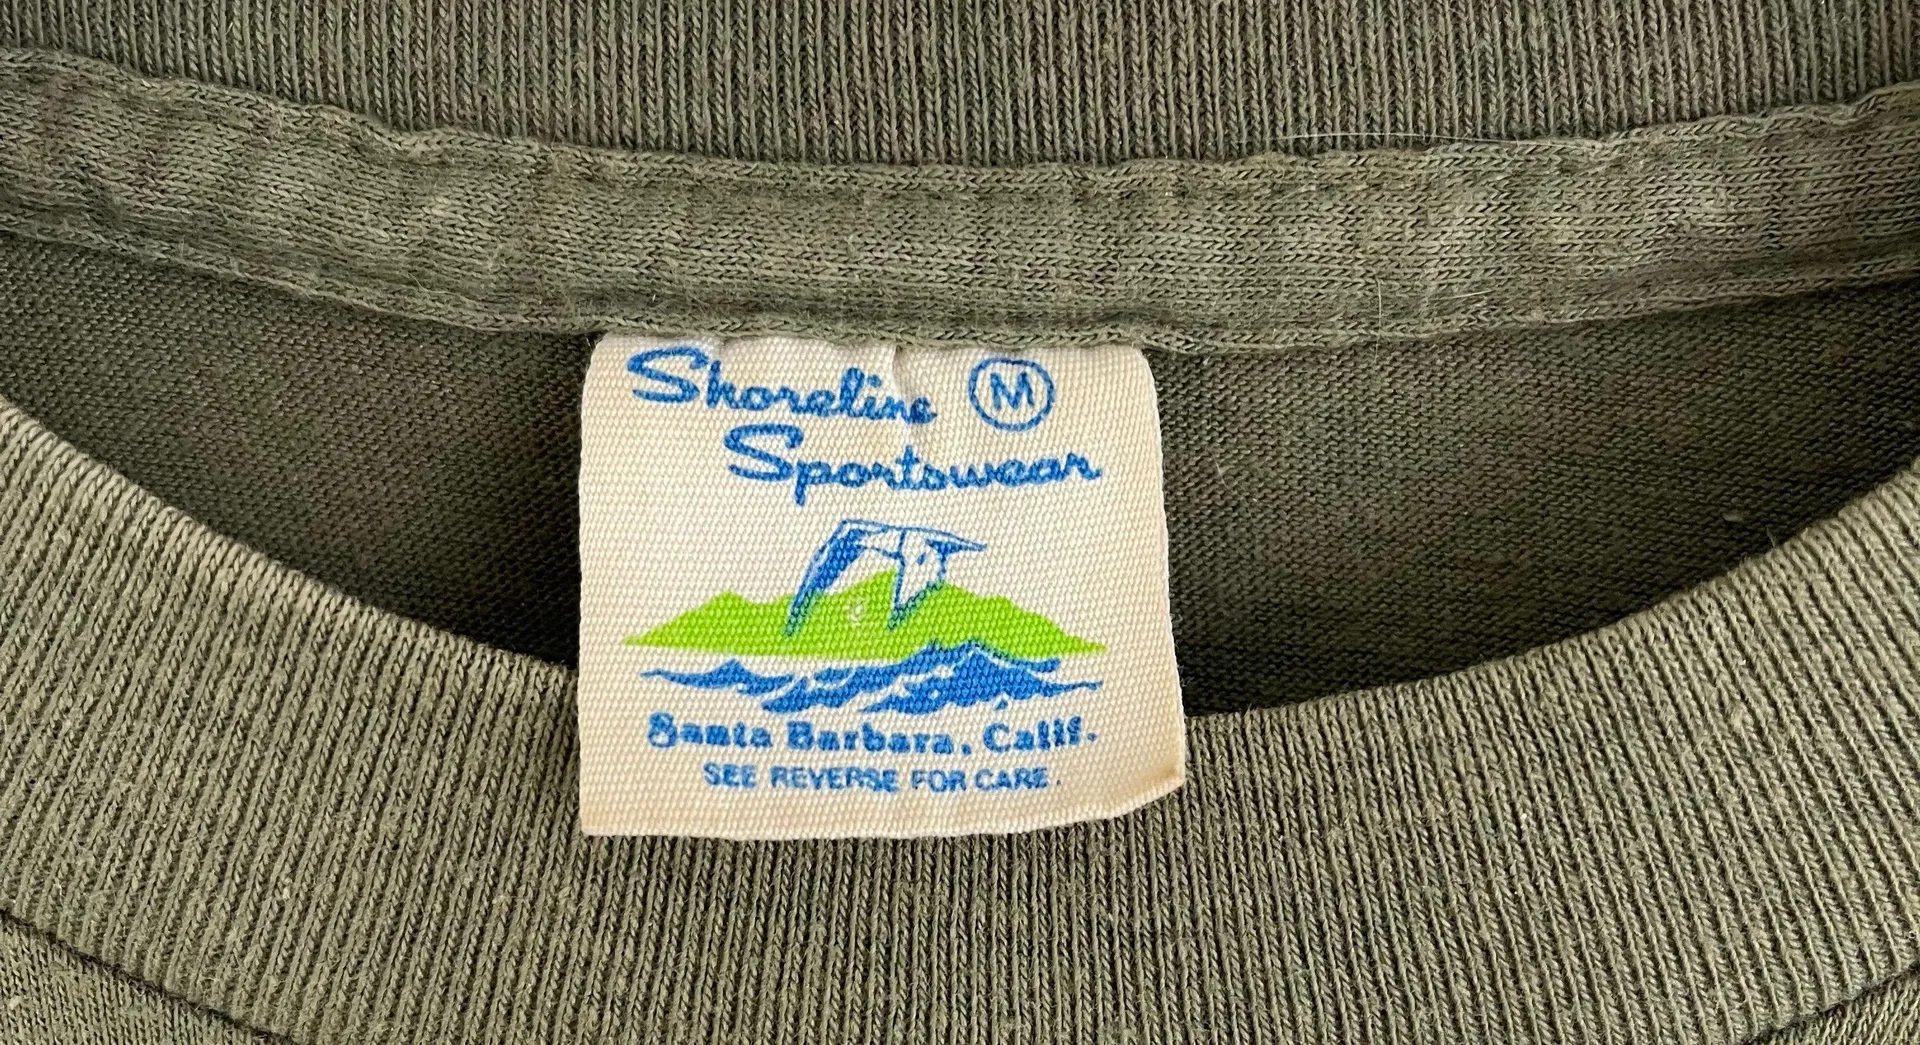 Shoreline M
Sportswear
Santa Barbara, Calif.
SEE REVERSE FOR CARE.